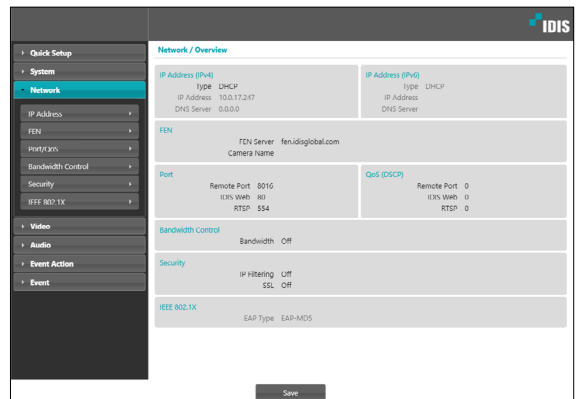 IDIS
Quick Setup
System
Network
IP Address
FEN
Port/QoS
Bandwidth Control
Security
IEEE 802.1X
Video
Audio
Event Action
Event
Network / Overview
IP Address (IPv4)
Type DHCP
IP Address 10.0.17.247
DNS Server 0.0.0.0
IP Address (IPv6)
Type DHCP
IP Address
DNS Server
FEN
FEN Server fen.idisglobal.com
Camera Name
Port
Remote Port 8016
IDIS Web 80
RTSP 554
QoS (DSCP)
Remote Port 0
IDIS Web 0
RTSP 0
Bandwidth Control
Bandwidth Off
Security
IP Filtering Off
SSL Off
IEEE 802.1X
EAP Type EAP-MD5
Save